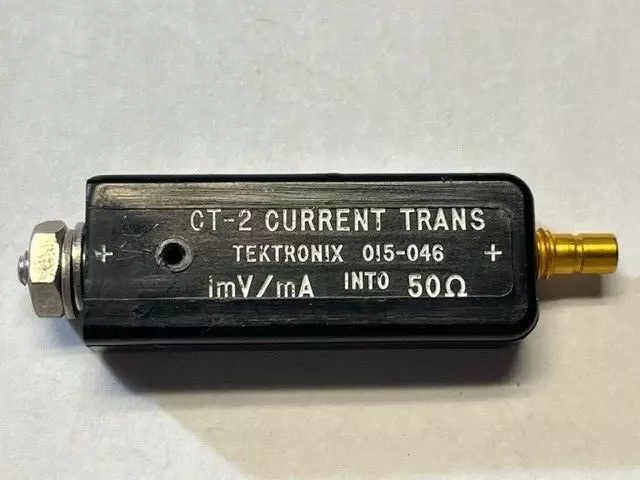 CT-2 CURRENT TRANS
+ TEKTRONIX 015-046 +
1mV/mA INTO 50Ω